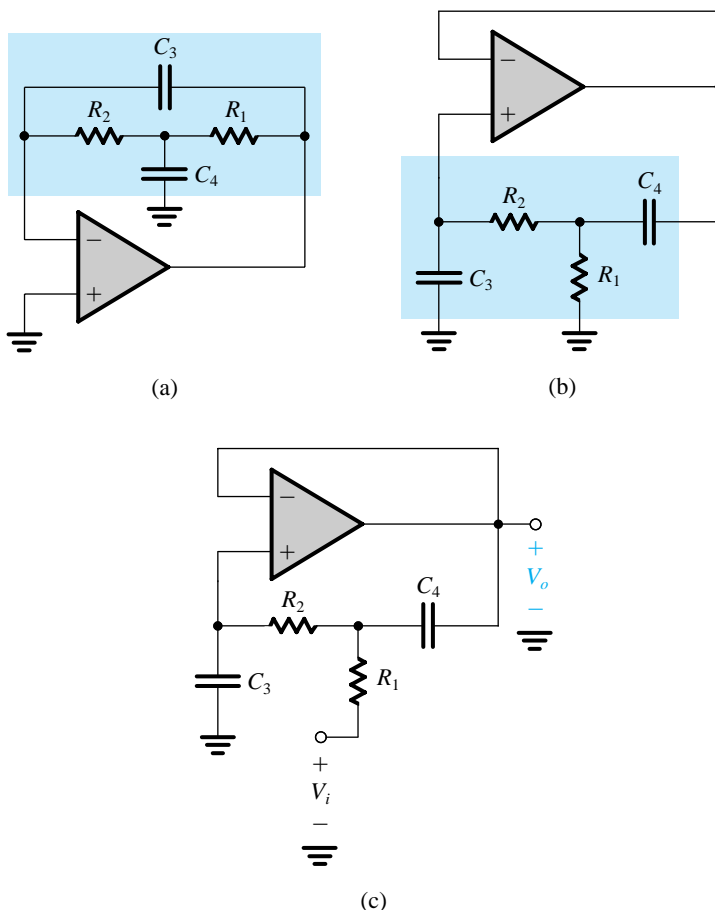 C3
R2 R1
C4
−
+
(a)
−
+
R2
C4
C3
R1
(b)
−
+
+
Vo
−
C4
R2
C3
R1
+
Vi
−
(c)